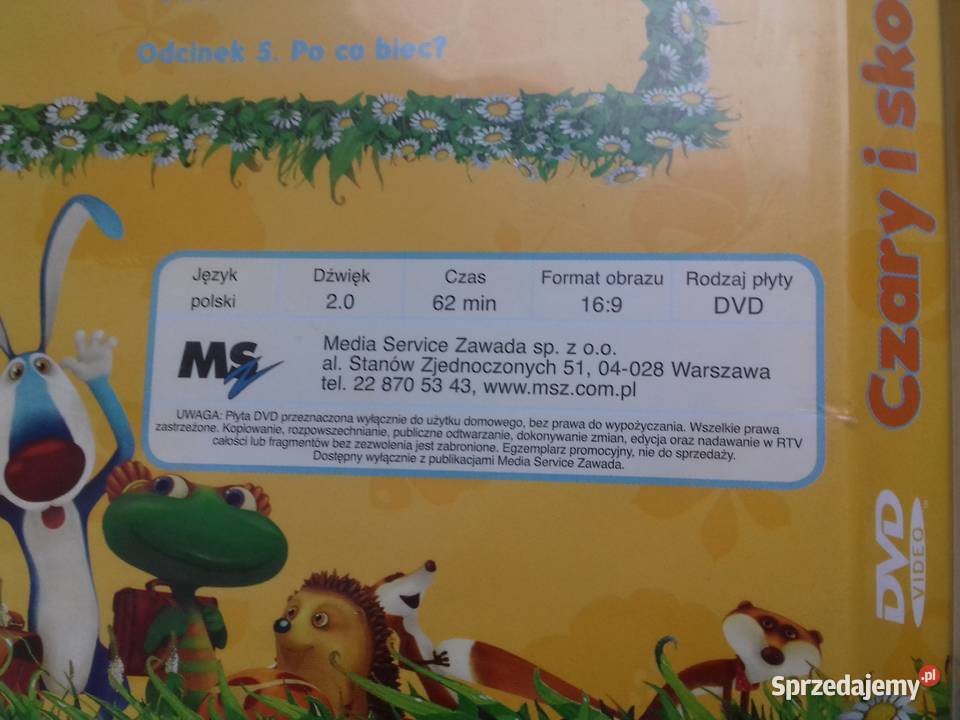 Odcinek 5. Po co biec?
Język Dźwięk Czas Format obrazu Rodzaj płyty
polski 2.0 62 min 16:9 DVD
MSZ
Media Service Zawada sp. z o.o.
al. Stanów Zjednoczonych 51, 04-028 Warszawa
tel. 22 870 53 43, www.msz.com.pl
UWAGA: Płyta DVD przeznaczona wyłącznie do użytku domowego, bez prawa do wypożyczania. Wszelkie prawa
zastrzeżone. Kopiowanie, rozpowszechnianie, publiczne odtwarzanie, dokonywanie zmian, edycja oraz nadawanie w RTV
całości lub fragmentów bez zezwolenia jest zabronione. Egzemplarz promocyjny, nie do sprzedaży.
Dostępny wyłącznie z publikacjami Media Service Zawada.
Czary i sko
DVD
VIDEO
Sprzedajemy.pl